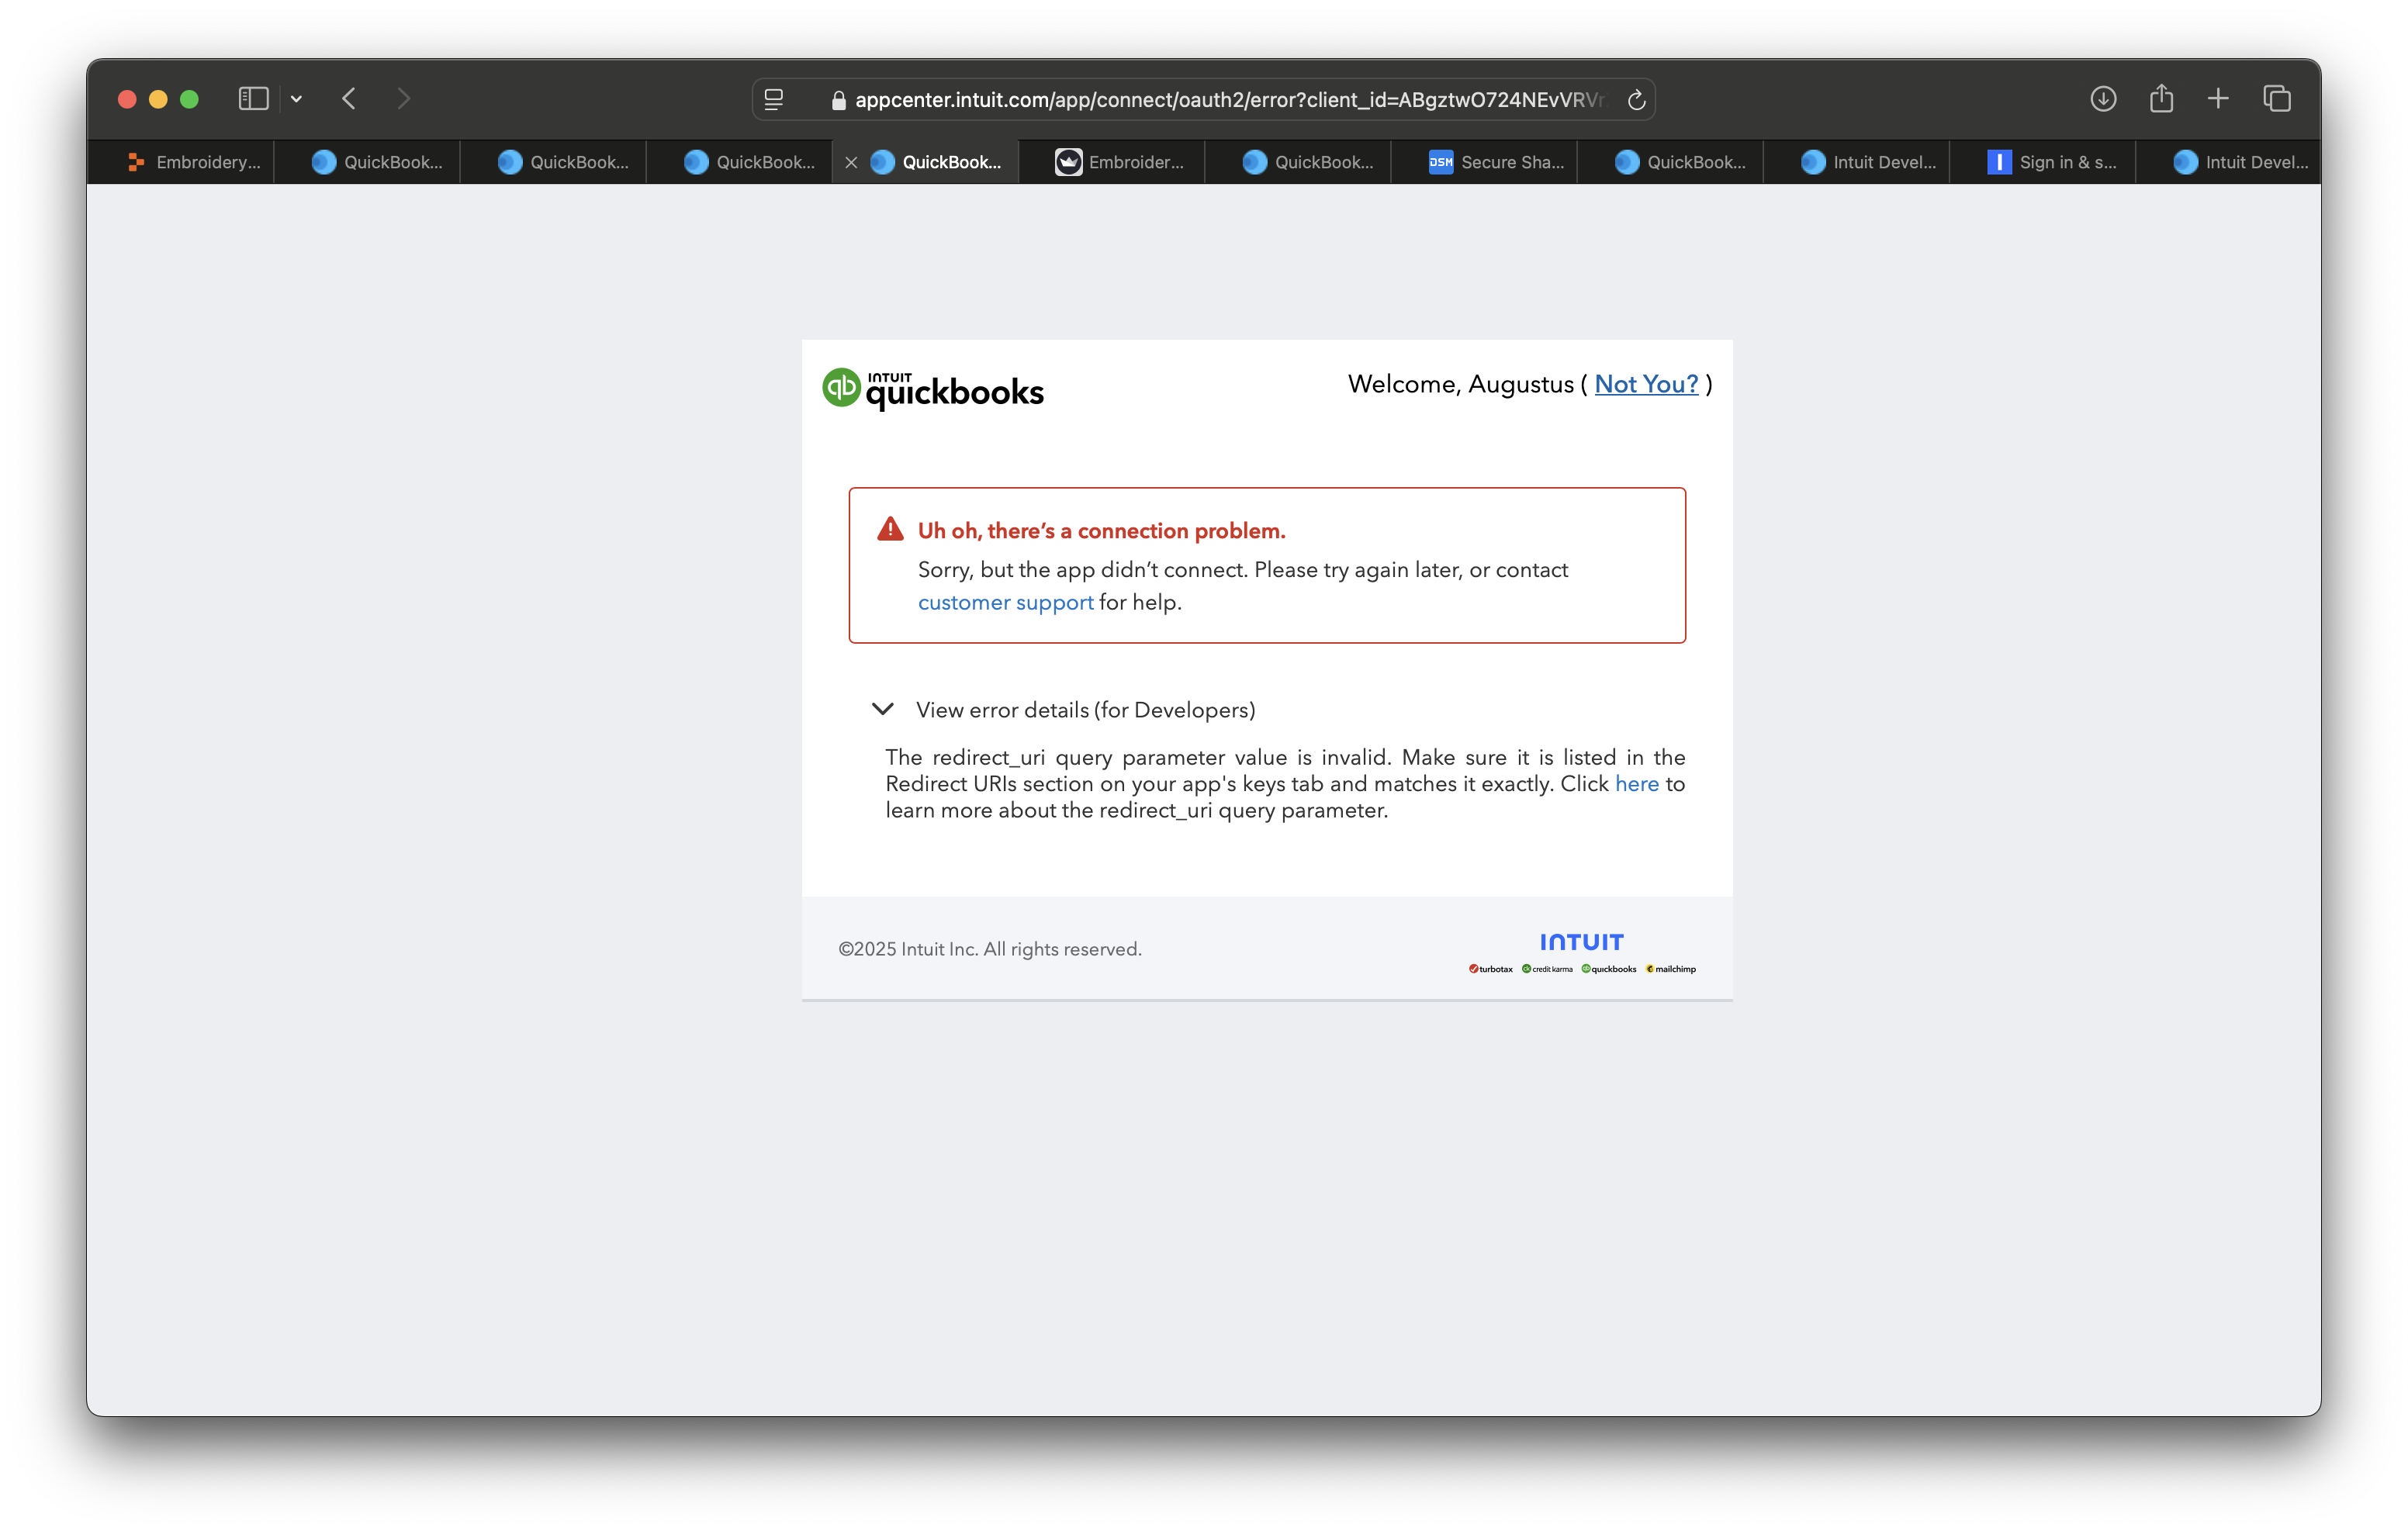 appcenter.intuit.com/app/connect/oauth2/error?client_id=ABgztwO724NEvVRV
Embroidery...
QuickBook...
QuickBook...
QuickBook...
QuickBook...
Embroider...
QuickBook...
DSM
Secure Sha...
QuickBook...
Intuit Devel...
Sign in & s...
Intuit Devel...
qb INTUIT quickbooks
Welcome, Augustus ( Not You? )
Uh oh, there’s a connection problem.
Sorry, but the app didn’t connect. Please try again later, or contact
customer support for help.
View error details (for Developers)
The redirect_uri query parameter value is invalid. Make sure it is listed in the
Redirect URIs section on your app's keys tab and matches it exactly. Click here to
learn more about the redirect_uri query parameter.
©2025 Intuit Inc. All rights reserved.
INTUIT
turbotax credit karma quickbooks mailchimp